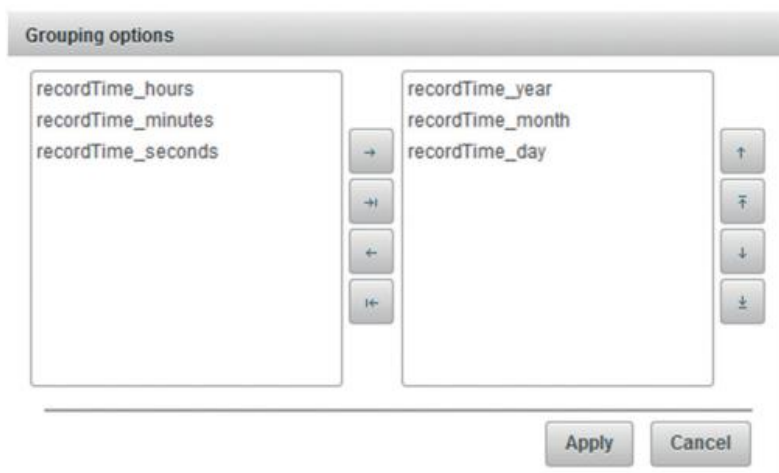 Grouping options
recordTime_hours
recordTime_minutes
recordTime_seconds
recordTime_year
recordTime_month
recordTime_day
Apply
Cancel